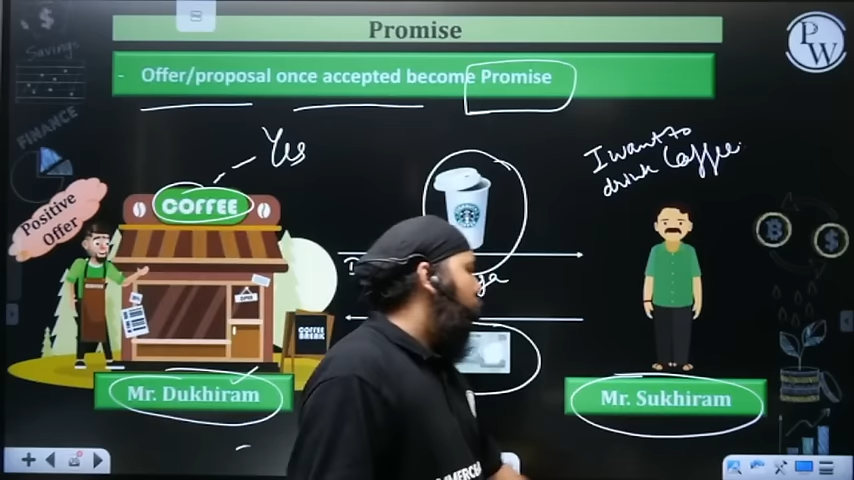 Promise
Offer/proposal once accepted become Promise
PW
Savings
FINANCE
Yes
I want to
drink Coffee.
Positive
Offer
COFFEE
OPEN
COFFEE
BREAK
Mr. Dukhiram
Mr. Sukhiram